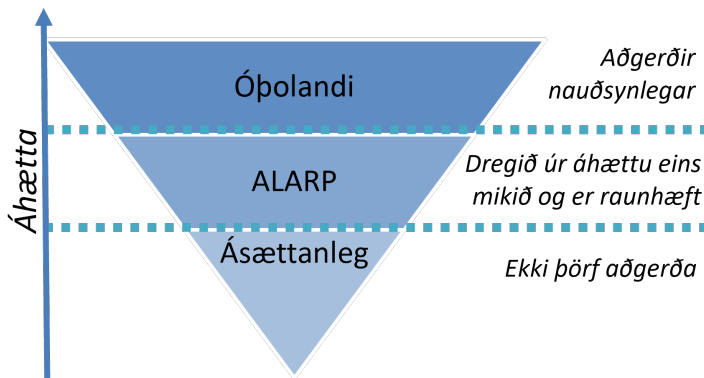 Áhætta
Óþolandi
Aðgerðir
nauðsynlegar
ALARP
Dregið úr áhættu eins
mikið og er raunhæft
Ásættanleg
Ekki þörf aðgerða